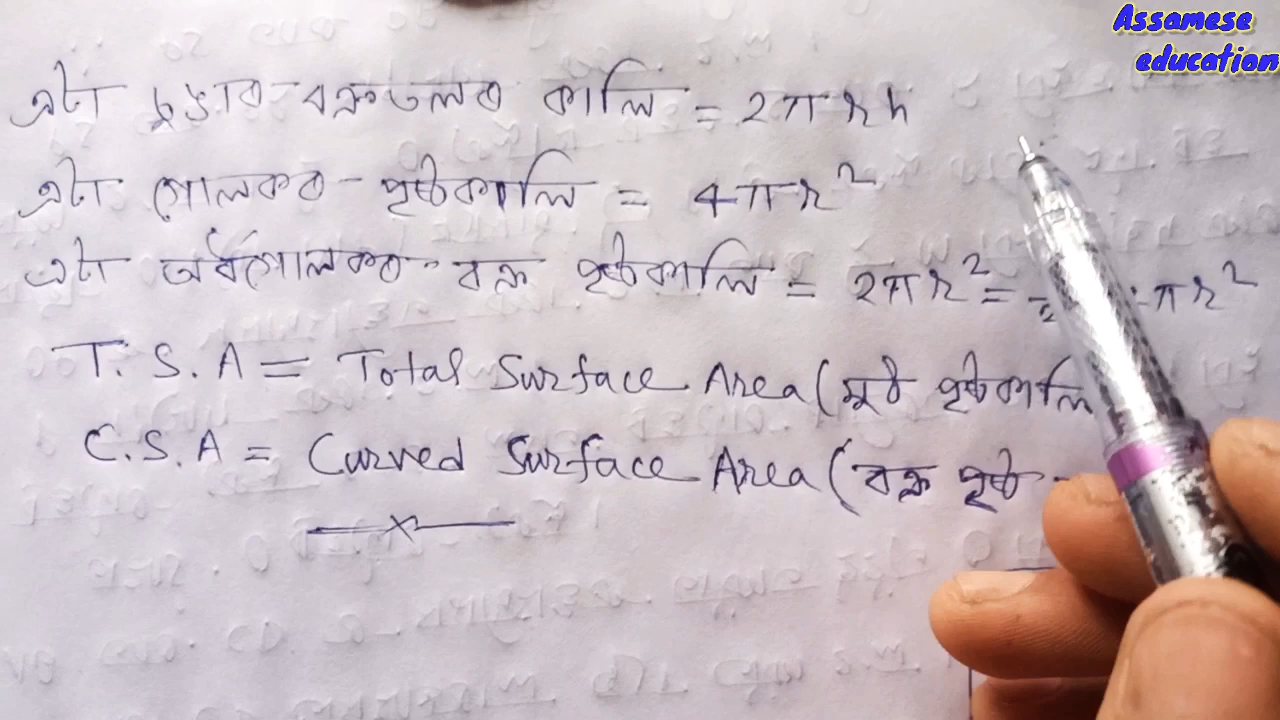 Assamese
education
এটা চুঙাৰ বক্ৰতলৰ কালি = 2πrh
এটা গোলকৰ পৃষ্ঠকালি = 4πr²
এটা অৰ্ধগোলকৰ বক্ৰ পৃষ্ঠকালি = 2πr² = πr²
T.S.A = Total Surface Area (মুঠ পৃষ্ঠকালি
C.S.A = Curved Surface Area (বক্ৰ পৃষ্ঠ